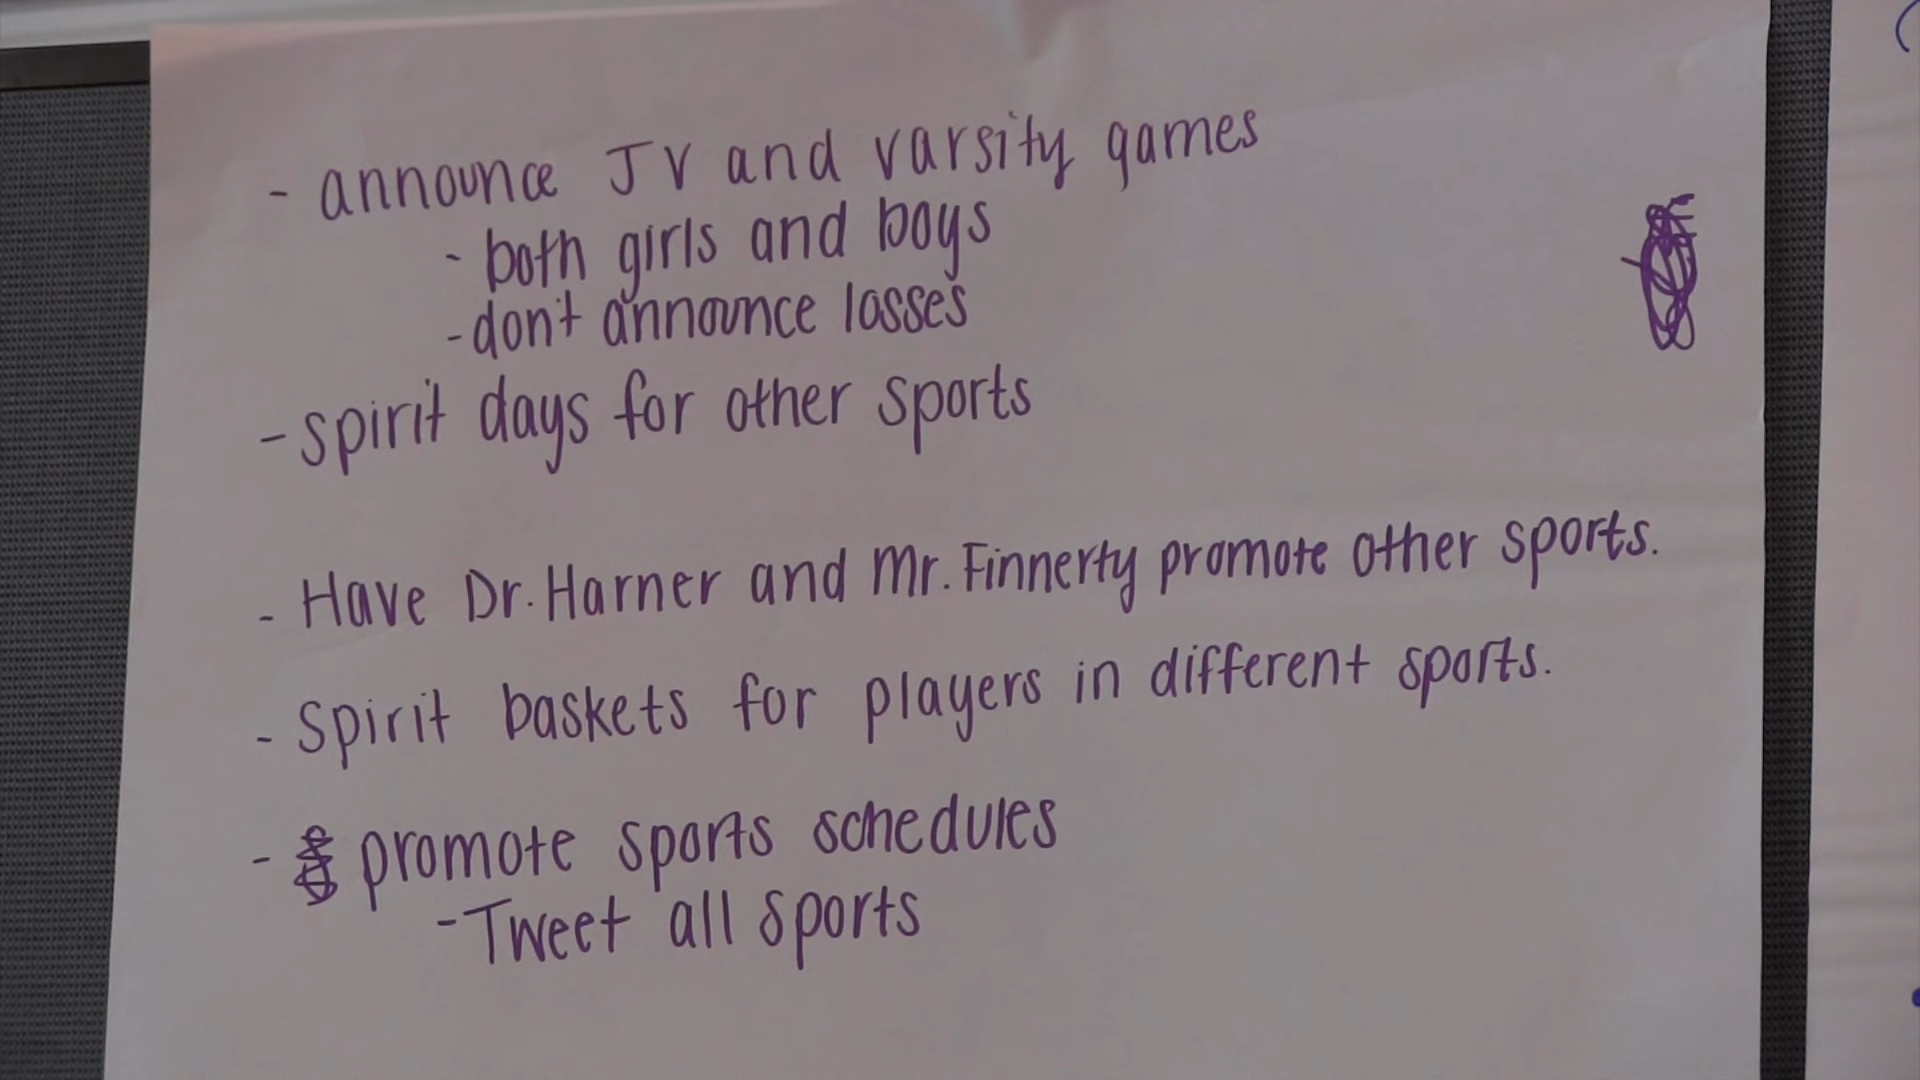 - announce JV and varsity games
- both girls and boys
- don't announce losses
- spirit days for other sports
- Have Dr. Harner and Mr. Finnerty promote other sports.
- Spirit baskets for players in different sports.
- promote sports schedules
- Tweet all sports